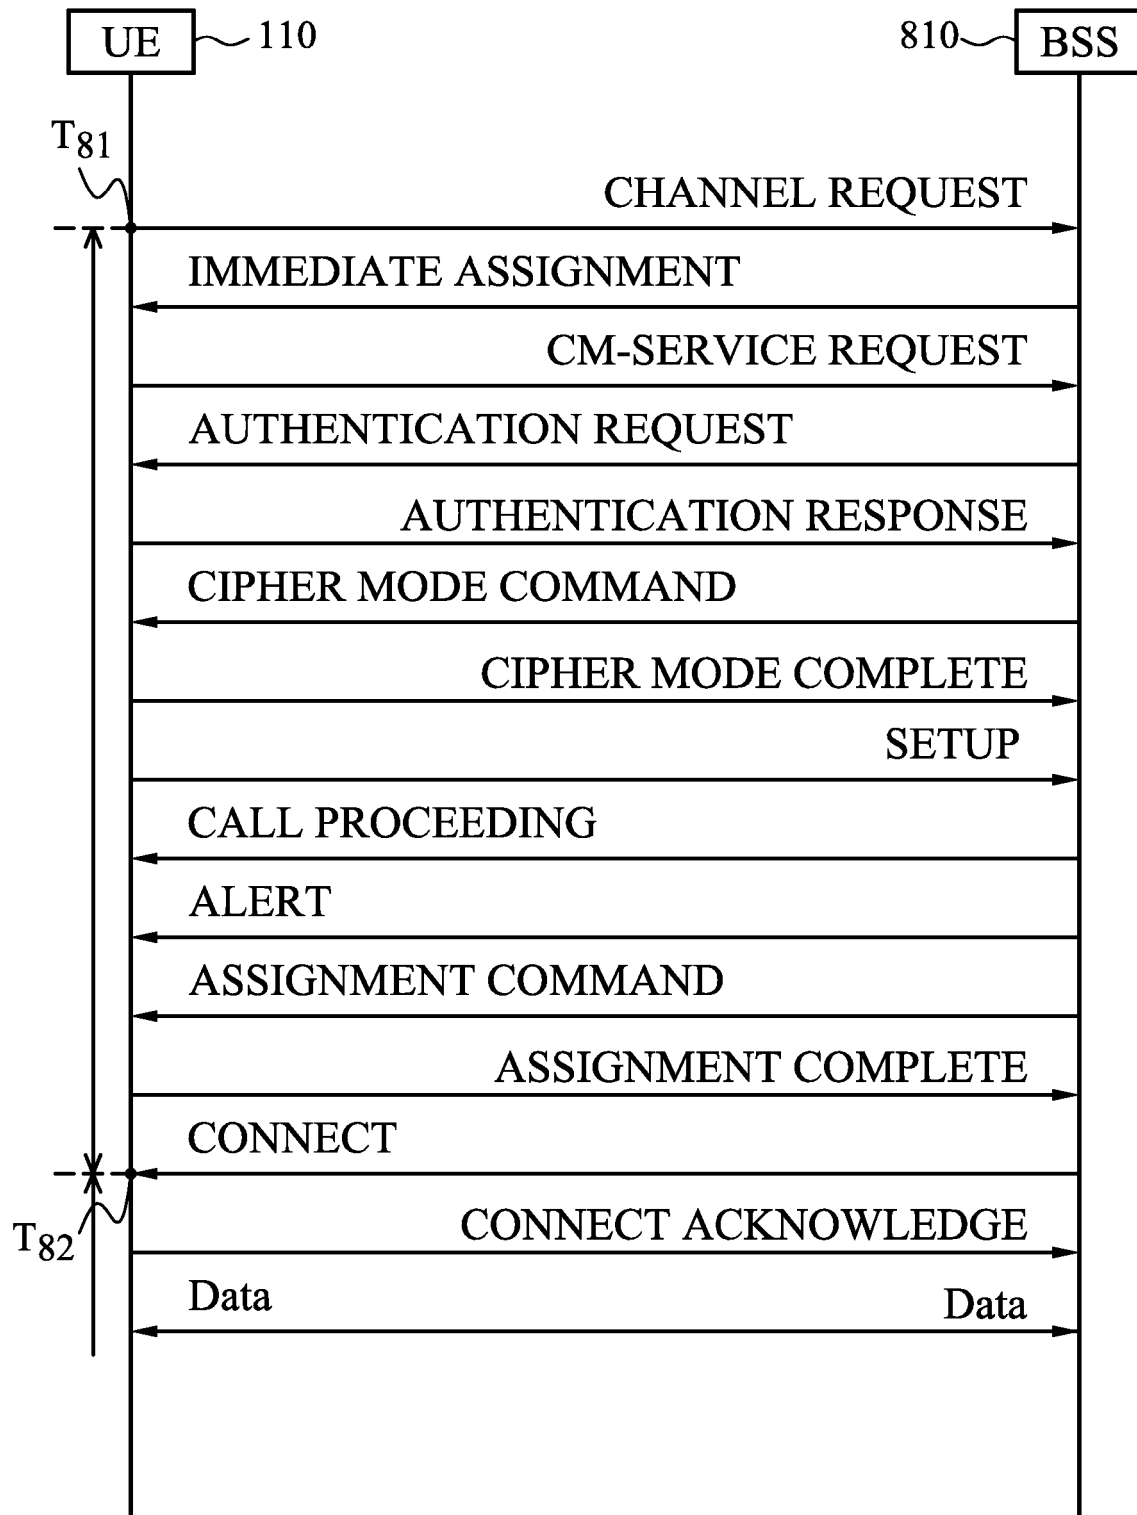 UE 110 810 BSS
T81
CHANNEL REQUEST
IMMEDIATE ASSIGNMENT
CM-SERVICE REQUEST
AUTHENTICATION REQUEST
AUTHENTICATION RESPONSE
CIPHER MODE COMMAND
CIPHER MODE COMPLETE
SETUP
CALL PROCEEDING
ALERT
ASSIGNMENT COMMAND
ASSIGNMENT COMPLETE
CONNECT
T82
CONNECT ACKNOWLEDGE
Data Data